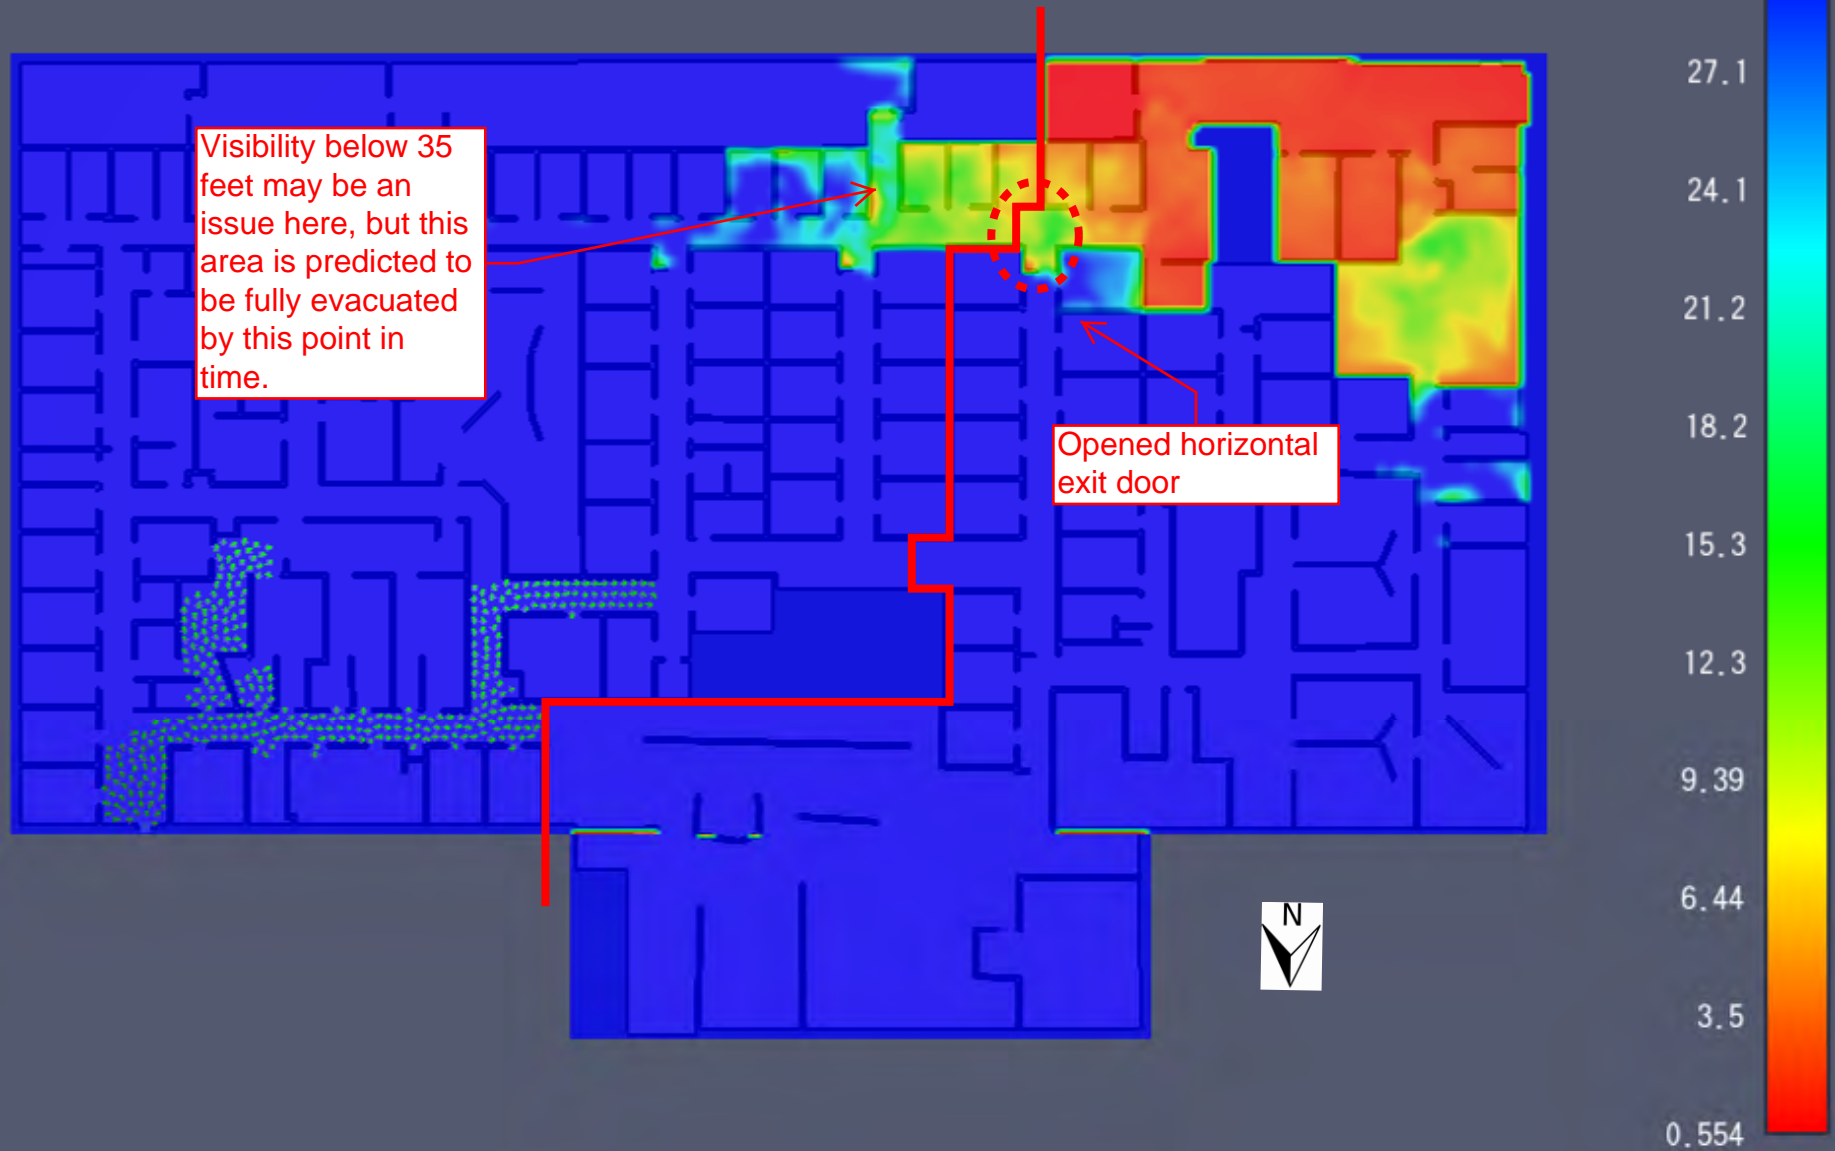 Visibility below 35
feet may be an
issue here, but this
area is predicted to
be fully evacuated
by this point in
time.
Opened horizontal
exit door
N
27.1
24.1
21.2
18.2
15.3
12.3
9.39
6.44
3.5
0.554